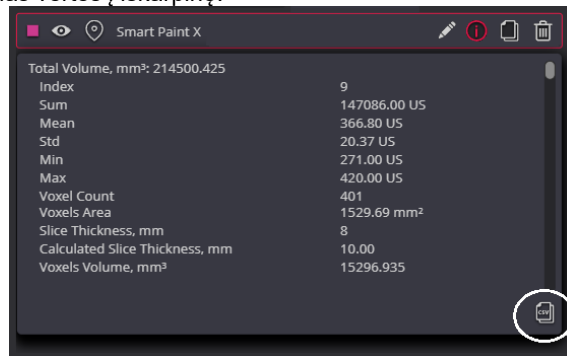 Smart Paint X
Total Volume, mm³: 214500.425
Index 9
Sum 147086.00 US
Mean 366.80 US
Std 20.37 US
Min 271.00 US
Max 420.00 US
Voxel Count 401
Voxels Area 1529.69 mm²
Slice Thickness, mm 8
Calculated Slice Thickness, mm 10.00
Voxels Volume, mm³ 15296.935
CSV